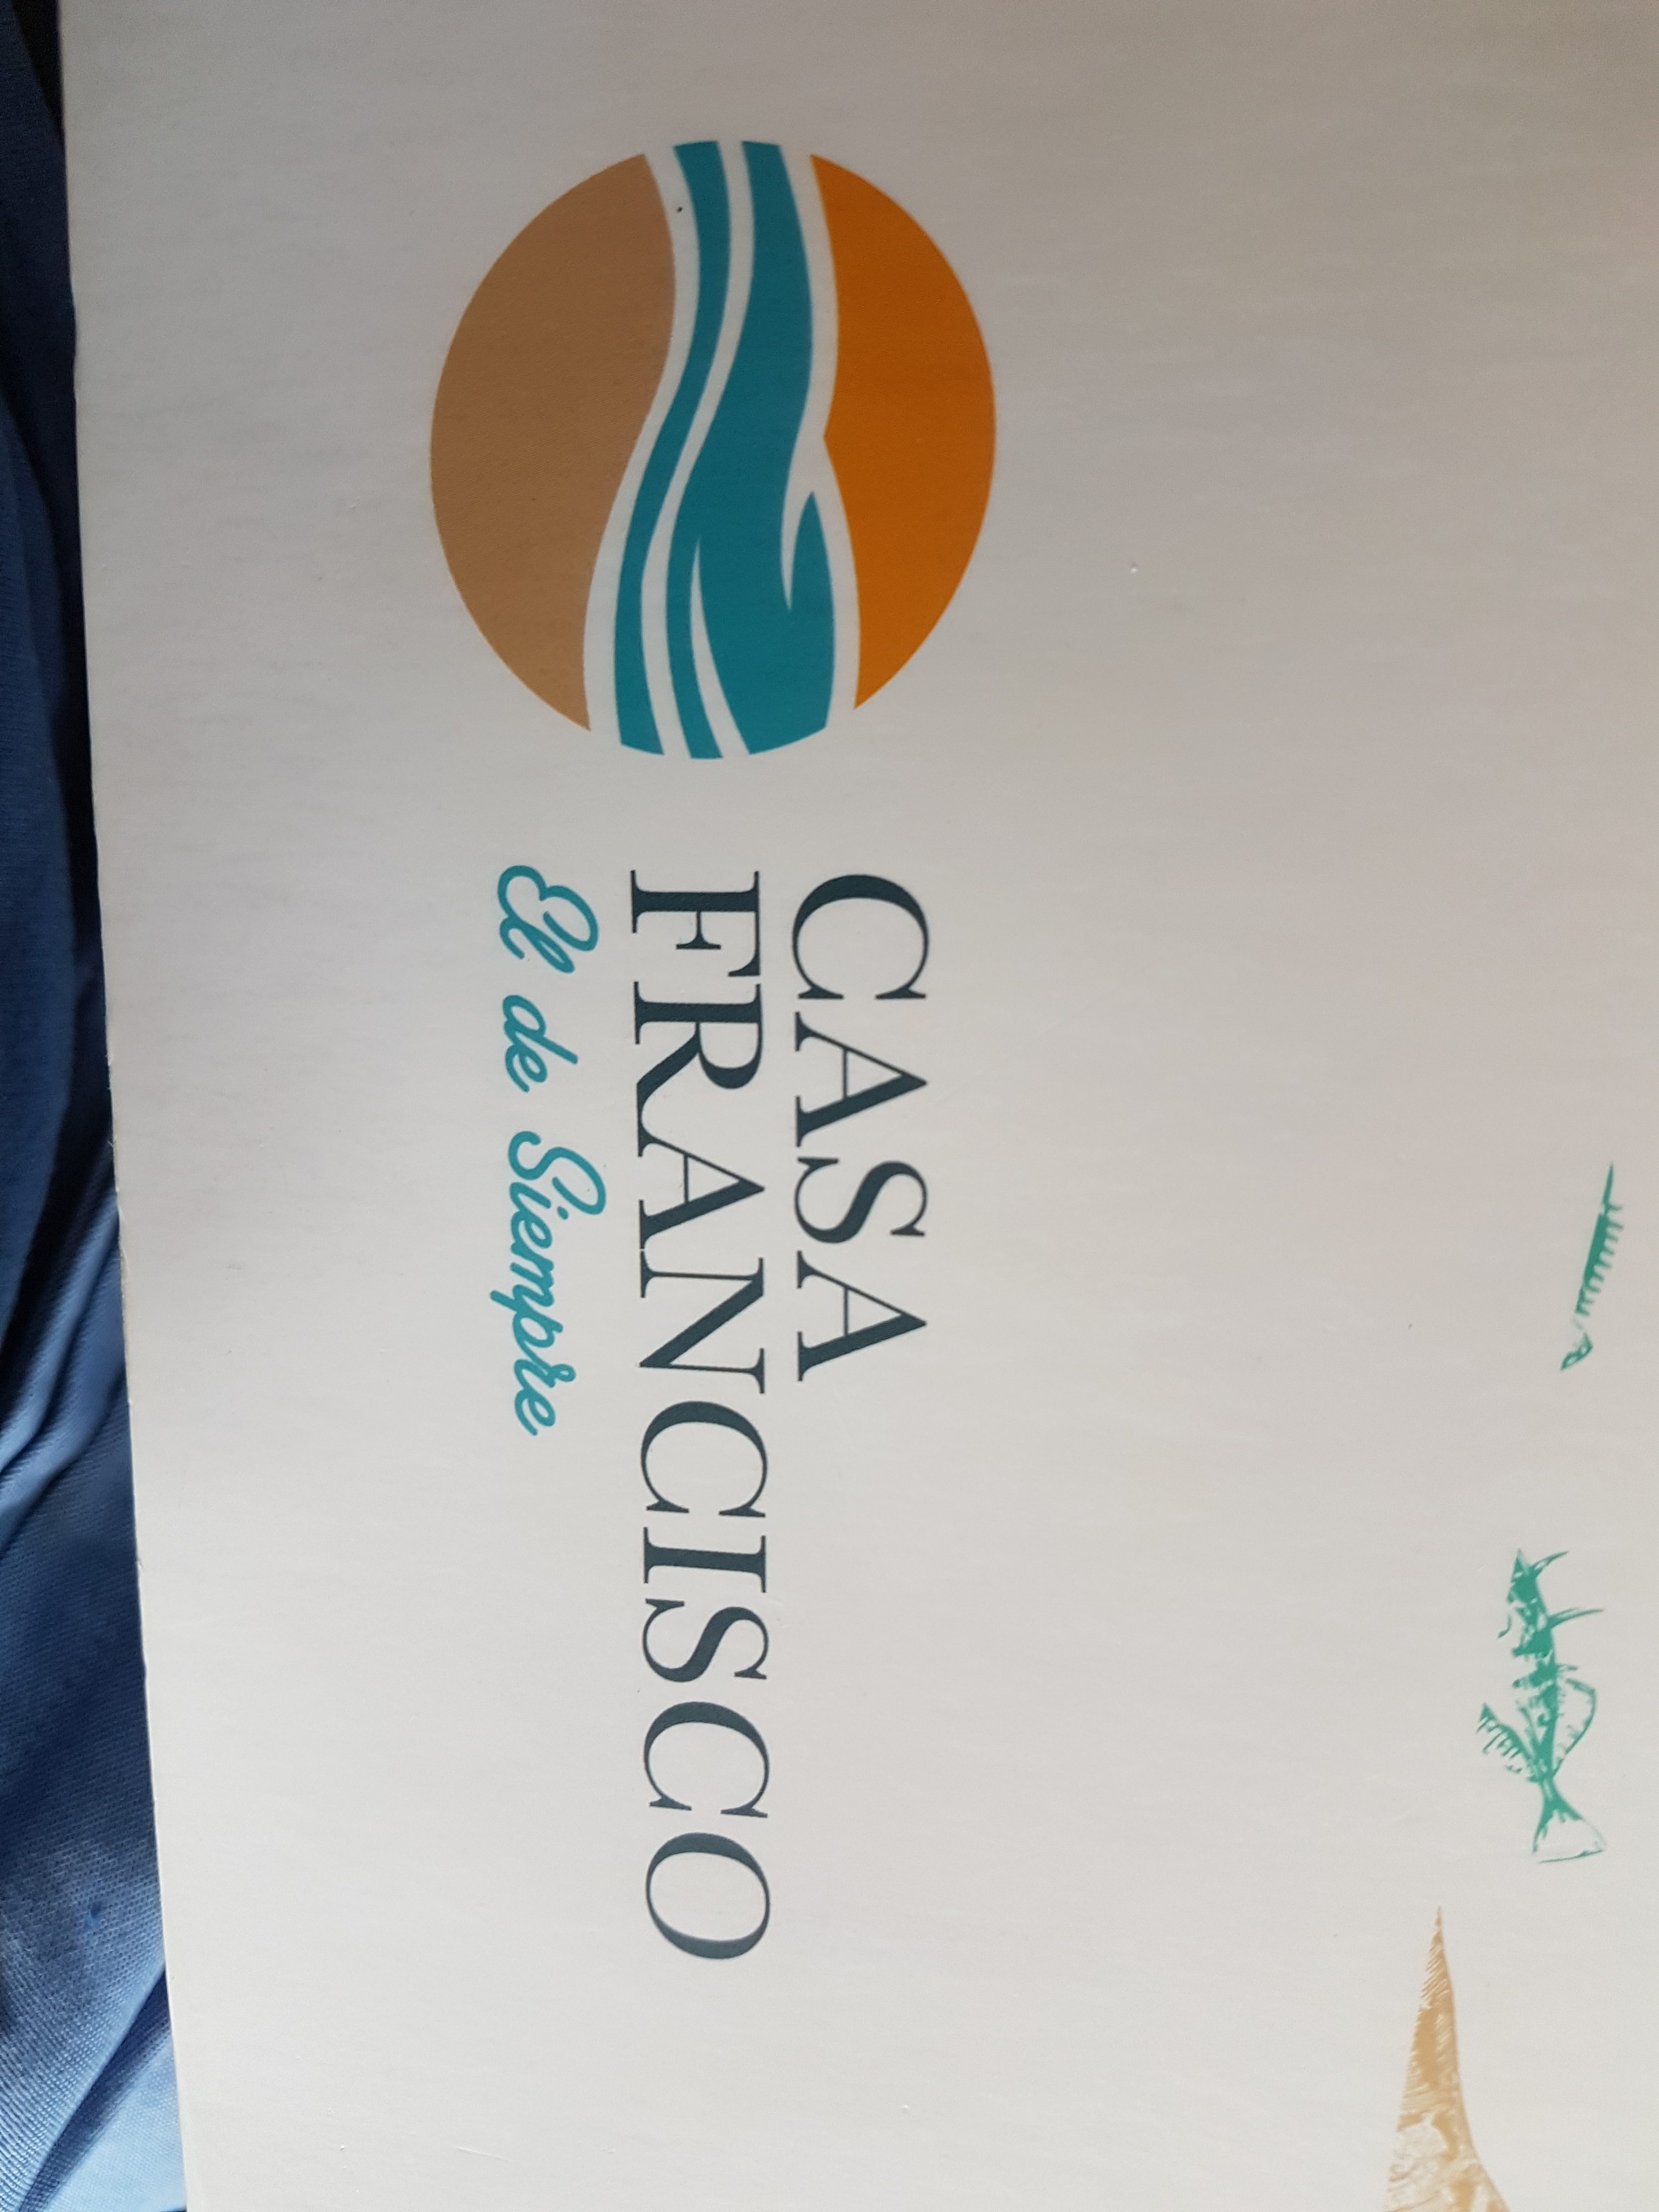 CASA
FRANCISCO
El de Siempre